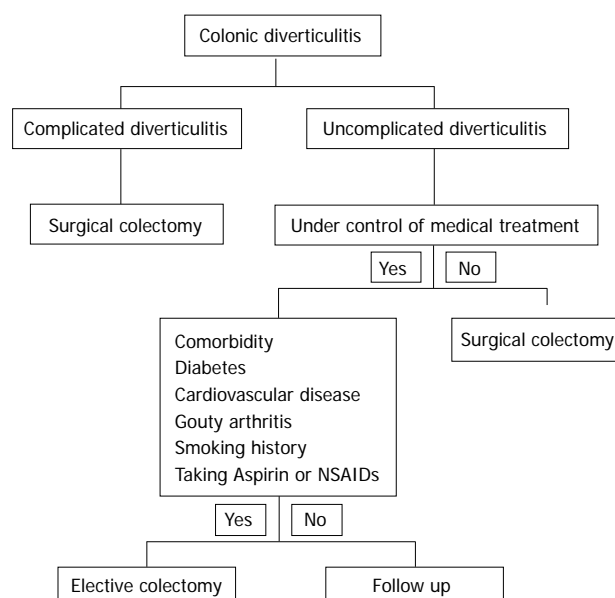 Colonic diverticulitis
Complicated diverticulitis
Uncomplicated diverticulitis
Surgical colectomy
Under control of medical treatment
Yes
No
Comorbidity
Diabetes
Cardiovascular disease
Gouty arthritis
Smoking history
Taking Aspirin or NSAIDs
Surgical colectomy
Yes
No
Elective colectomy
Follow up